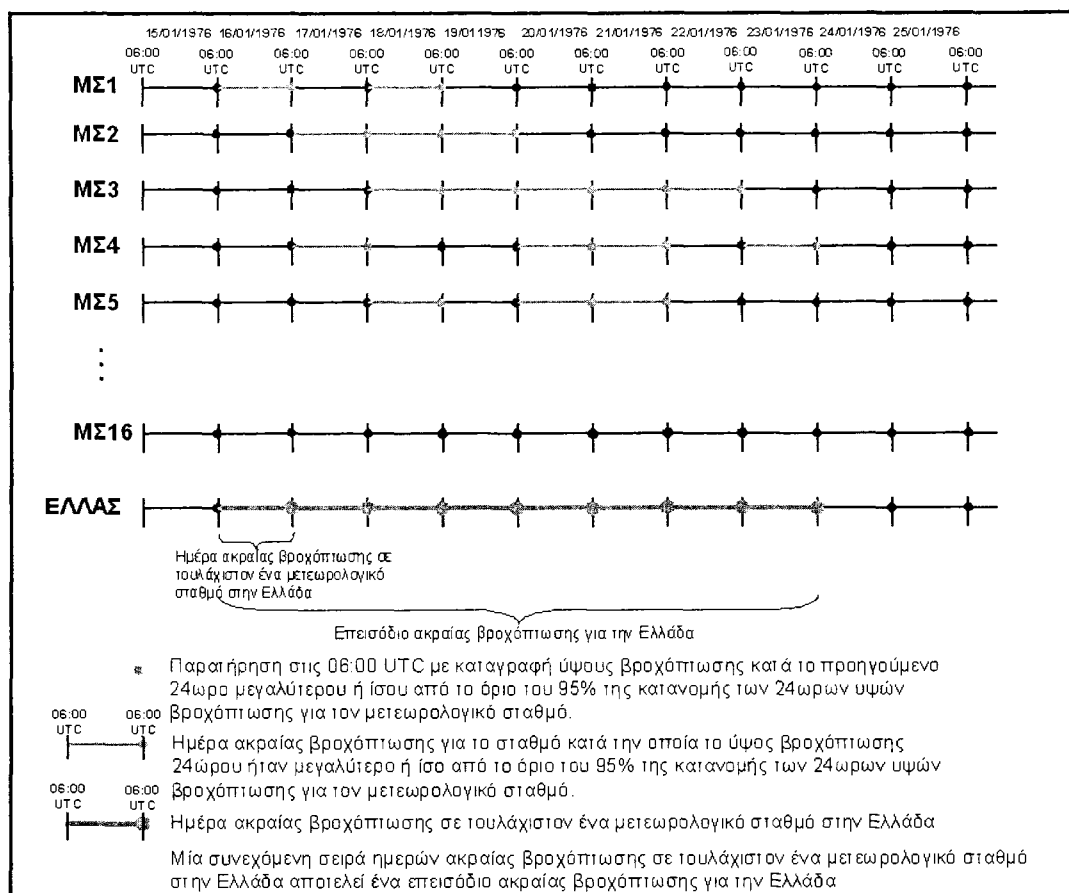 15/01/1976 16/01/1976 17/01/1976 18/01/1976 19/01/1976 20/01/1976 21/01/1976 22/01/1976 23/01/1976 24/01/1976 25/01/1976
06:00 06:00 06:00 06:00 06:00 06:00 06:00 06:00 06:00 06:00 06:00 06:00
UTC UTC UTC UTC UTC UTC UTC UTC UTC UTC UTC UTC
ΜΣ1
ΜΣ2
ΜΣ3
ΜΣ4
ΜΣ5
ΜΣ16
ΕΛΛΑΣ
Ημέρα ακραίας βροχόπτωσης σε
τουλάχιστον ένα μετεωρολογικό
σταθμό στην Ελλάδα
Επεισόδιο ακραίας βροχόπτωσης για την Ελλάδα
Παρατήρηση στις 06:00 UTC με καταγραφή ύψους βροχόπτωσης κατά το προηγούμενο
24ωρο μεγαλύτερου ή ίσου από το όριο του 95% της κατανομής των 24ωρων υψών
βροχόπτωσης για τον μετεωρολογικό σταθμό.
06:00 06:00
UTC UTC
Ημέρα ακραίας βροχόπτωσης για το σταθμό κατά την οποία το ύψος βροχόπτωσης
24ώρου ήταν μεγαλύτερο ή ίσο από το όριο του 95% της κατανομής των 24ωρων υψών
βροχόπτωσης για τον μετεωρολογικό σταθμό.
06:00 06:00
UTC UTC
Ημέρα ακραίας βροχόπτωσης σε τουλάχιστον ένα μετεωρολογικό σταθμό στην Ελλάδα
Μία συνεχόμενη σειρά ημερών ακραίας βροχόπτωσης σε τουλάχιστον ένα μετεωρολογικό σταθμό
στην Ελλάδα αποτελεί ένα επεισόδιο ακραίας βροχόπτωσης για την Ελλάδα